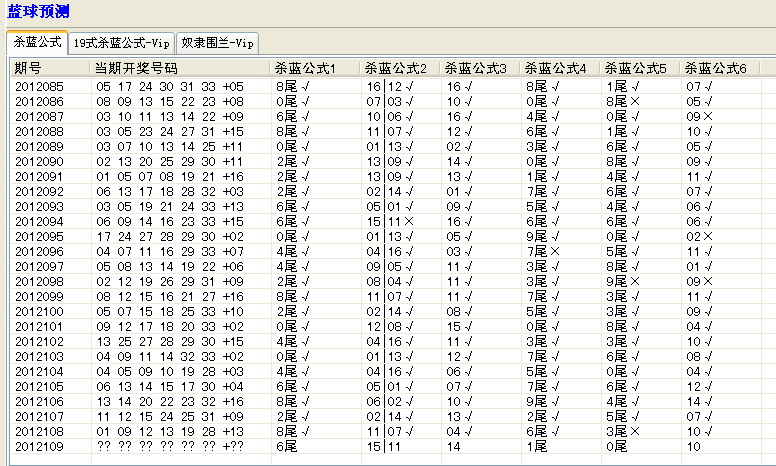 蓝球预测
杀蓝公式 19式杀蓝公式-Vip 奴隶围兰-Vip
期号 当期开奖号码 杀蓝公式1 杀蓝公式2 杀蓝公式3 杀蓝公式4 杀蓝公式5 杀蓝公式6
2012085 05 17 24 30 31 33 +05 8尾√ 16|12√ 16√ 8尾√ 1尾√ 07√
2012086 08 09 13 15 22 23 +08 0尾√ 07|03√ 10√ 0尾√ 8尾× 05√
2012087 03 10 11 13 14 22 +09 6尾√ 10|06√ 16√ 4尾√ 0尾√ 09×
2012088 03 05 23 24 27 31 +15 8尾√ 11|07√ 12√ 6尾√ 1尾√ 10√
2012089 03 07 10 13 14 25 +11 0尾√ 01|13√ 02√ 3尾√ 6尾√ 05√
2012090 02 13 20 25 29 30 +11 2尾√ 13|09√ 14√ 0尾√ 8尾√ 09√
2012091 01 05 07 08 19 21 +16 2尾√ 13|09√ 13√ 1尾√ 4尾√ 11√
2012092 06 13 17 18 28 32 +03 2尾√ 02|14√ 01√ 7尾√ 6尾√ 07√
2012093 03 05 19 21 24 33 +13 6尾√ 05|01√ 09√ 5尾√ 4尾√ 06√
2012094 06 09 14 16 23 33 +15 6尾√ 15|11× 16√ 6尾√ 6尾√ 06√
2012095 17 24 27 28 29 30 +02 0尾√ 01|13√ 05√ 9尾√ 0尾√ 02×
2012096 04 07 11 16 29 33 +07 4尾√ 04|16√ 03√ 7尾× 5尾√ 11√
2012097 05 08 13 14 19 22 +06 4尾√ 09|05√ 11√ 3尾√ 8尾√ 01√
2012098 02 12 19 26 29 31 +09 2尾√ 08|04√ 11√ 3尾√ 9尾× 09×
2012099 08 12 15 16 21 27 +16 8尾√ 11|07√ 11√ 7尾√ 3尾√ 11√
2012100 05 07 15 18 25 33 +10 2尾√ 02|14√ 08√ 5尾√ 3尾√ 09√
2012101 09 12 17 18 20 33 +02 0尾√ 12|08√ 15√ 0尾√ 8尾√ 04√
2012102 13 25 27 28 29 30 +15 4尾√ 04|16√ 11√ 3尾√ 3尾√ 10√
2012103 04 09 11 14 32 33 +02 0尾√ 01|13√ 12√ 7尾√ 6尾√ 08√
2012104 04 05 09 10 19 28 +03 4尾√ 04|16√ 06√ 5尾√ 0尾√ 04√
2012105 06 13 14 15 17 30 +04 6尾√ 05|01√ 07√ 7尾√ 6尾√ 12√
2012106 13 14 20 22 23 32 +16 8尾√ 06|02√ 10√ 9尾√ 4尾√ 14√
2012107 11 12 15 24 25 31 +09 2尾√ 02|14√ 13√ 2尾√ 5尾√ 07√
2012108 01 09 12 13 19 28 +13 8尾√ 11|07√ 04√ 6尾√ 3尾× 10√
2012109 ?? ?? ?? ?? ?? ?? +?? 6尾 15|11 14 1尾 0尾 10